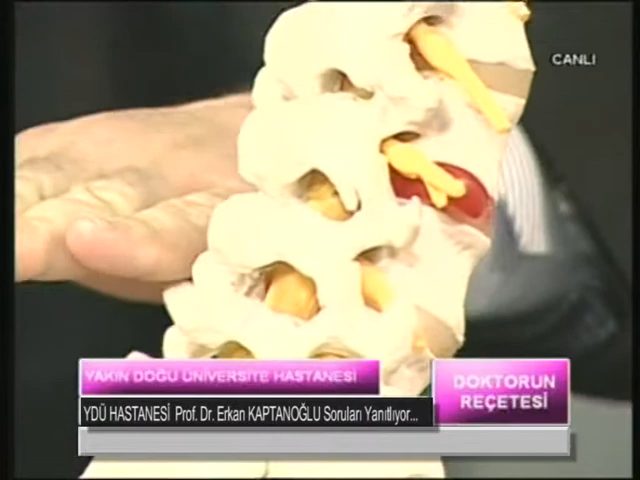 CANLI
YAKIN DOĞU ÜNİVERSİTE HASTANESİ
DOKTORUN
REÇETESİ
YDÜ HASTANESİ Prof. Dr. Erkan KAPTANOĞLU Soruları Yanıtlıyor...